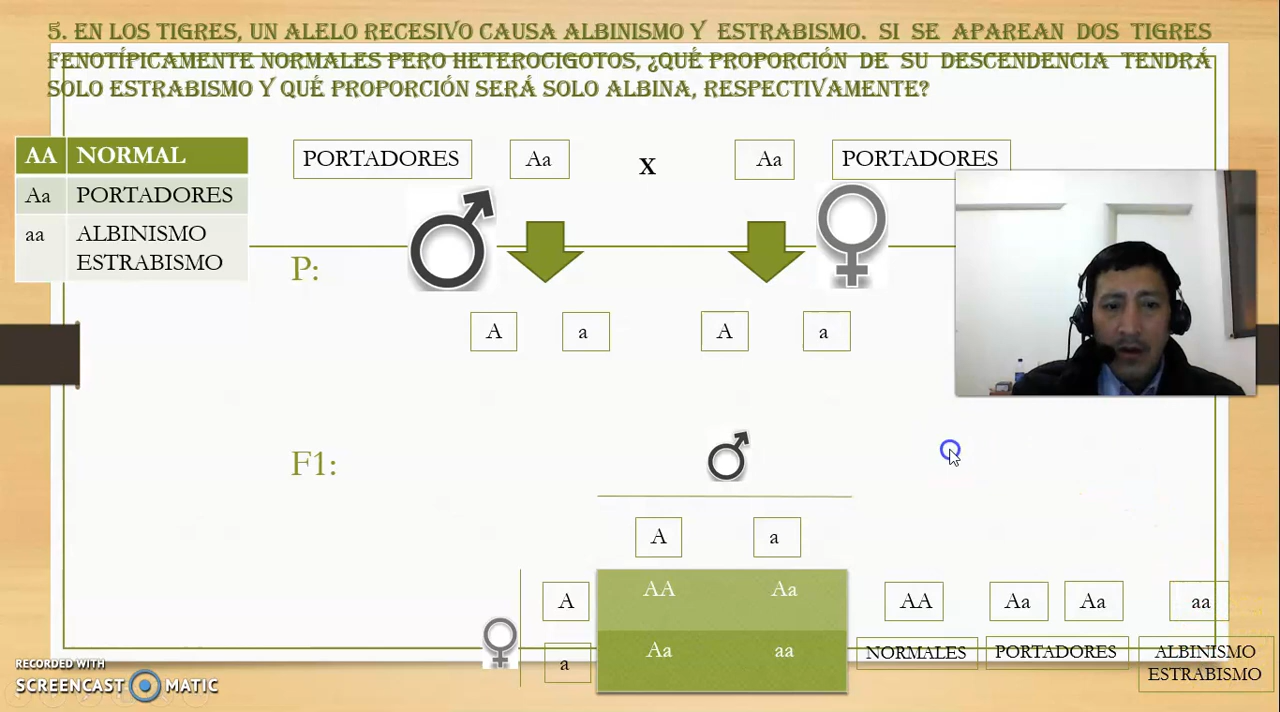 5. EN LOS TIGRES, UN ALELO RECESIVO CAUSA ALBINISMO Y ESTRABISMO. SI SE APAREAN DOS TIGRES
FENOTÍPICAMENTE NORMALES PERO HETEROCIGOTOS, ¿QUÉ PROPORCIÓN DE SU DESCENDENCIA TENDRÁ
SOLO ESTRABISMO Y QUÉ PROPORCIÓN SERÁ SOLO ALBINA, RESPECTIVAMENTE?
AA NORMAL
Aa PORTADORES
aa ALBINISMO
ESTRABISMO
PORTADORES Aa X Aa PORTADORES
P:
A a A a
F1:
A a
A AA Aa
a Aa aa
AA Aa Aa aa
NORMALES PORTADORES ALBINISMO
ESTRABISMO
RECORDED WITH
SCREENCAST MATIC